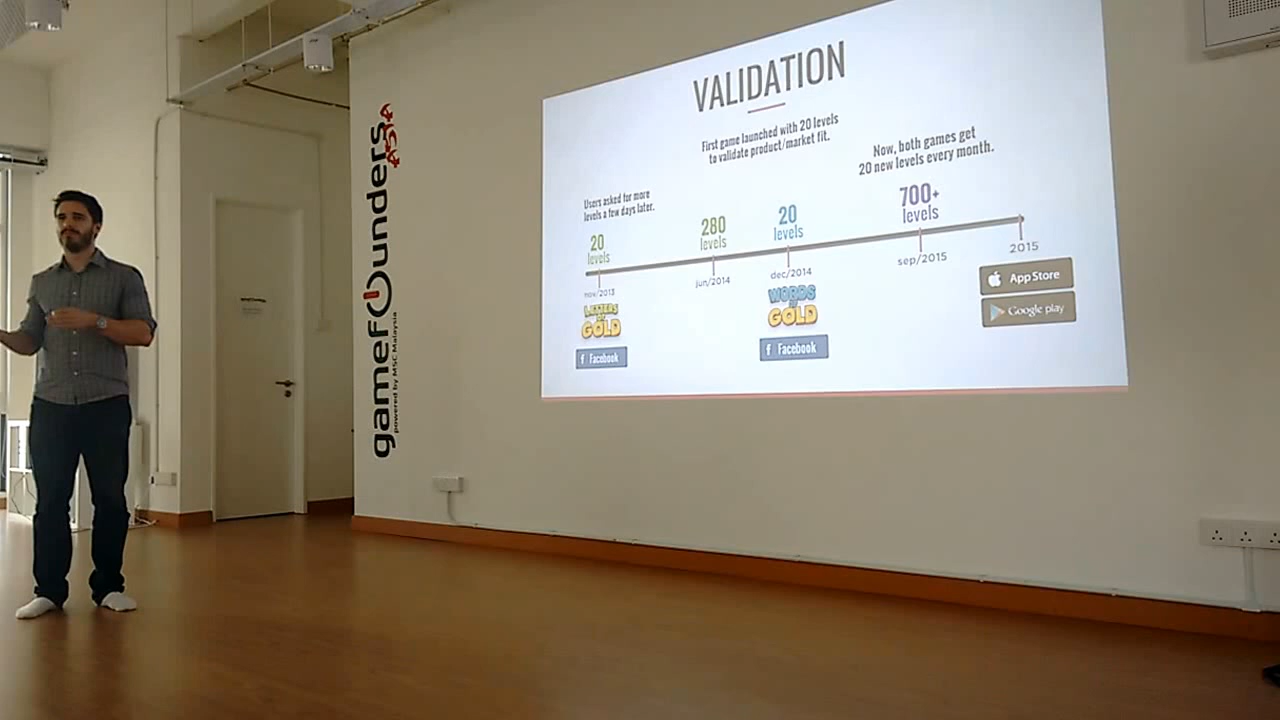 gamefounders
ASIA
powered by MSC Malaysia
VALIDATION
First game launched with 20 levels
to validate product/market fit.
Now, both games get
20 new levels every month.
Users asked for more
levels a few days later.
20
levels
280
levels
20
levels
700+
levels
nov/2013
jun/2014
dec/2014
sep/2015
2015
LETTERS
OF
GOLD
Facebook
WORDS
OF
GOLD
Facebook
App Store
Google play